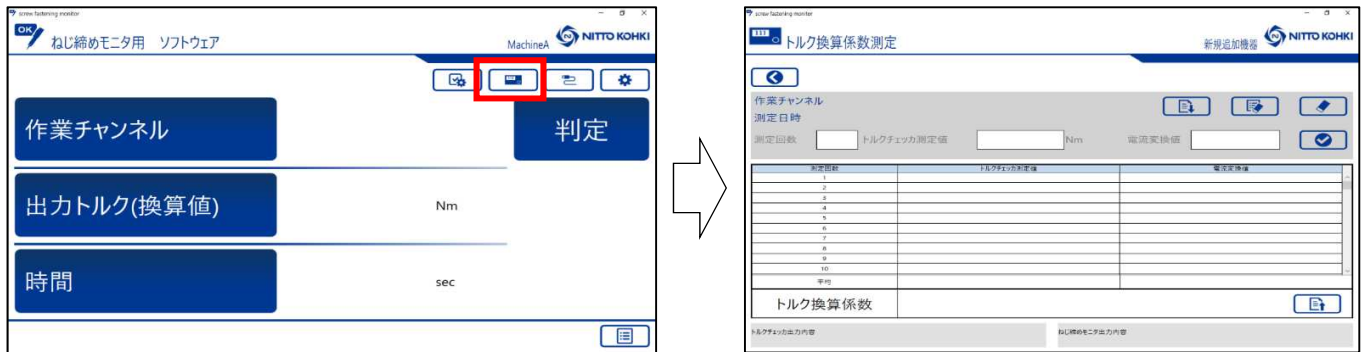 screw fastening monitor
OK
ねじ締めモニタ用 ソフトウェア
MachineA
NITTO KOHKI
作業チャンネル
判定
出力トルク(換算値)
Nm
時間
sec
screw fastening monitor
トルク換算係数測定
新規追加機器
NITTO KOHKI
作業チャンネル
測定日時
測定回数
トルクチェッカ測定値
Nm
電流変換値
測定回数
トルクチェッカ測定値
電流変換値
1
2
3
4
5
6
7
8
9
10
平均
トルク換算係数
トルクチェッカ出力内容
ねじ締めモニタ出力内容